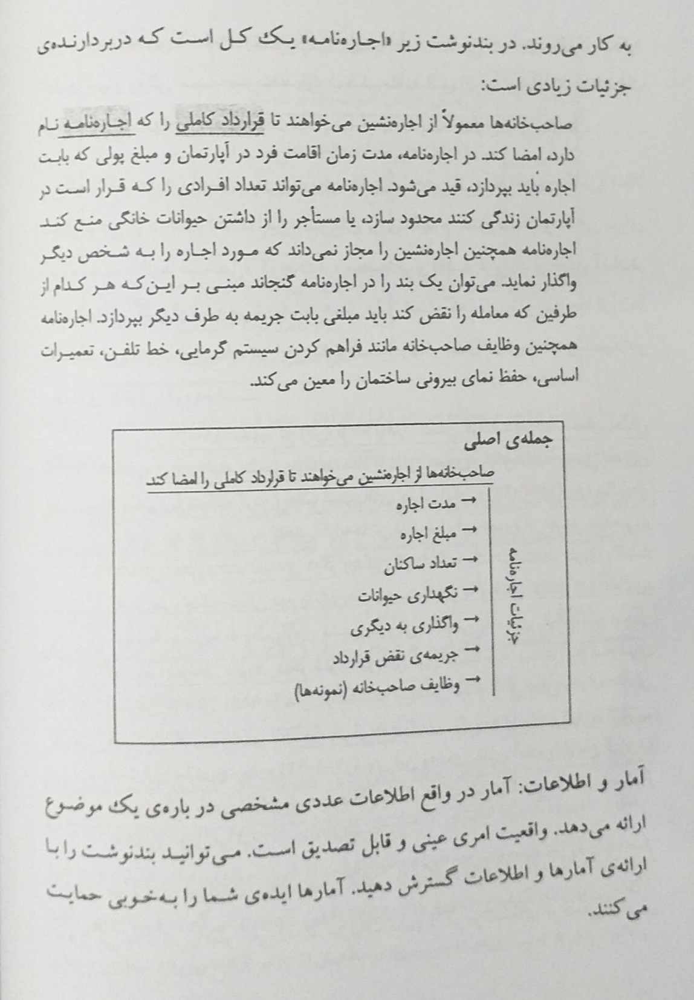 به کار می‌روند. در بندنوشت زیر «اجاره‌نامه» یک کل است که دربردارنده‌ی
جزئیات زیادی است:
صاحب‌خانه‌ها معمولاً از اجاره‌نشین می‌خواهند تا قرارداد کاملی را که اجاره‌نامه نام
دارد، امضا کند. در اجاره‌نامه، مدت زمان اقامت فرد در آپارتمان و مبلغ پولی که بابت
اجاره باید بپردازد، قید می‌شود. اجاره‌نامه می‌تواند تعداد افرادی را که قرار است در
آپارتمان زندگی کنند محدود سازد، یا مستأجر را از داشتن حیوانات خانگی منع کند.
اجاره‌نامه همچنین اجاره‌نشین را مجاز نمی‌داند که مورد اجاره را به شخص دیگر
واگذار نماید. می‌توان یک بند را در اجاره‌نامه گنجاند مبنی بر این‌که هر کدام از
طرفین که معامله را نقض کند باید مبلغی بابت جریمه به طرف دیگر بپردازد. اجاره‌نامه
همچنین وظایف صاحب‌خانه مانند فراهم کردن سیستم گرمایی، خط تلفن، تعمیرات
اساسی، حفظ نمای بیرونی ساختمان را معین می‌کند.
جمله‌ی اصلی
صاحب‌خانه‌ها از اجاره‌نشین می‌خواهند تا قرارداد کاملی را امضا کند.
جزئیات اجاره‌نامه
→ مدت اجاره
→ مبلغ اجاره
→ تعداد ساکنان
→ نگهداری حیوانات
→ واگذاری به دیگری
→ جریمه‌ی نقض قرارداد
→ وظایف صاحب‌خانه (نمونه‌ها)
آمار و اطلاعات: آمار در واقع اطلاعات عددی مشخصی در باره‌ی یک موضوع
ارائه می‌دهد. واقعیت امری عینی و قابل تصدیق است. می‌توانید بندنوشت را با
ارائه‌ی آمارها و اطلاعات گسترش دهید. آمارها ایده‌ی شما را به‌خوبی حمایت
می‌کنند.